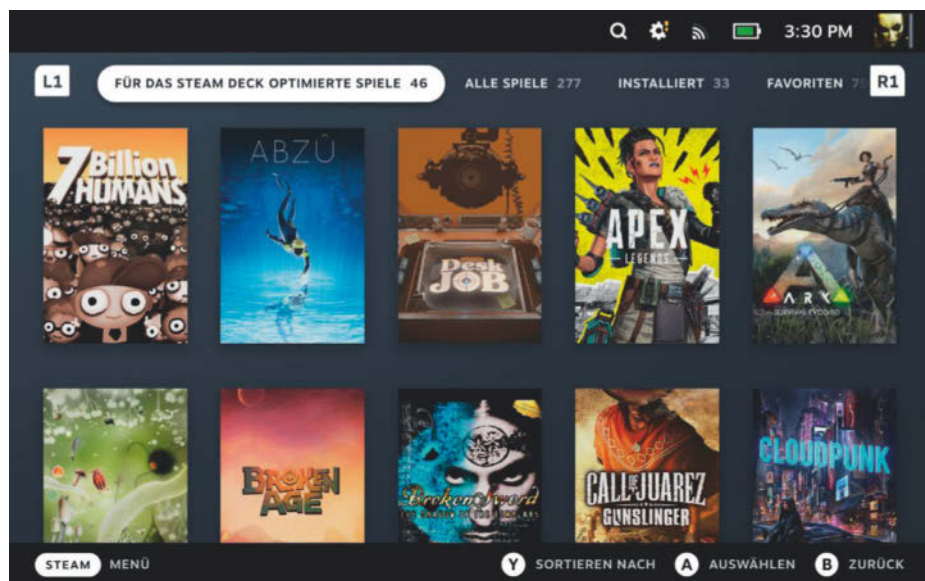 3:30 PM
L1
FÜR DAS STEAM DECK OPTIMIERTE SPIELE 46
ALLE SPIELE 277
INSTALLIERT 33
FAVORITEN
R1
7 Billion
HUMANS
ABZÛ
Desk
JOB
APEX
LEGENDS
ARK
SURVIVAL EVOLVED
BROKEN
AGE
Broken Sword
CALL OF JUAREZ
GUNSLINGER
CLOUDPUNK
STEAM MENÜ
Y SORTIEREN NACH
A AUSWÄHLEN
B ZURÜCK